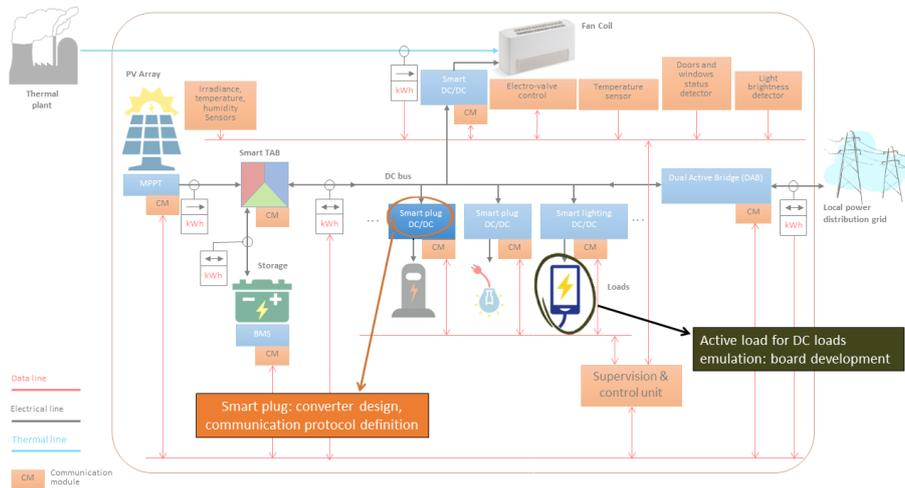 Thermal
plant
PV Array
Irradiance,
temperature,
humidity
Sensors
Fan Coil
kWh
Smart
DC/DC
CM
Electro-valve
control
Temperature
sensor
Doors and
windows
status
detector
Light
brightness
detector
MPPT
CM
kWh
Smart TAB
CM
kWh
DC bus
Dual Active Bridge (DAB)
CM
kWh
Local power
distribution grid
...
Smart plug
DC/DC
CM
Smart plug
DC/DC
CM
Smart lighting
DC/DC
CM
...
kWh
Storage
BMS
CM
Loads
Active load for DC loads
emulation: board development
Supervision &
control unit
Smart plug: converter design,
communication protocol definition
Data line
Electrical line
Thermal line
CM
Communication
module